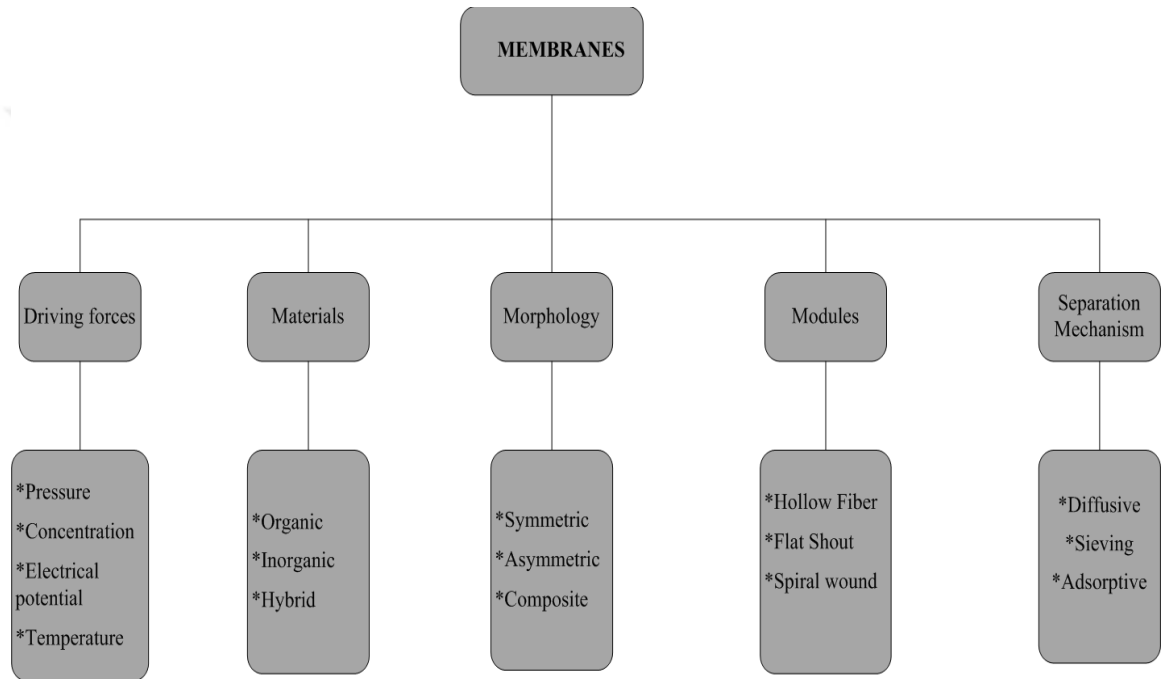 MEMBRANES
Driving forces
Materials
Morphology
Modules
Separation
Mechanism
*Pressure
*Concentration
*Electrical
potential
*Temperature
*Organic
*Inorganic
*Hybrid
*Symmetric
*Asymmetric
*Composite
*Hollow Fiber
*Flat Shout
*Spiral wound
*Diffusive
*Sieving
*Adsorptive